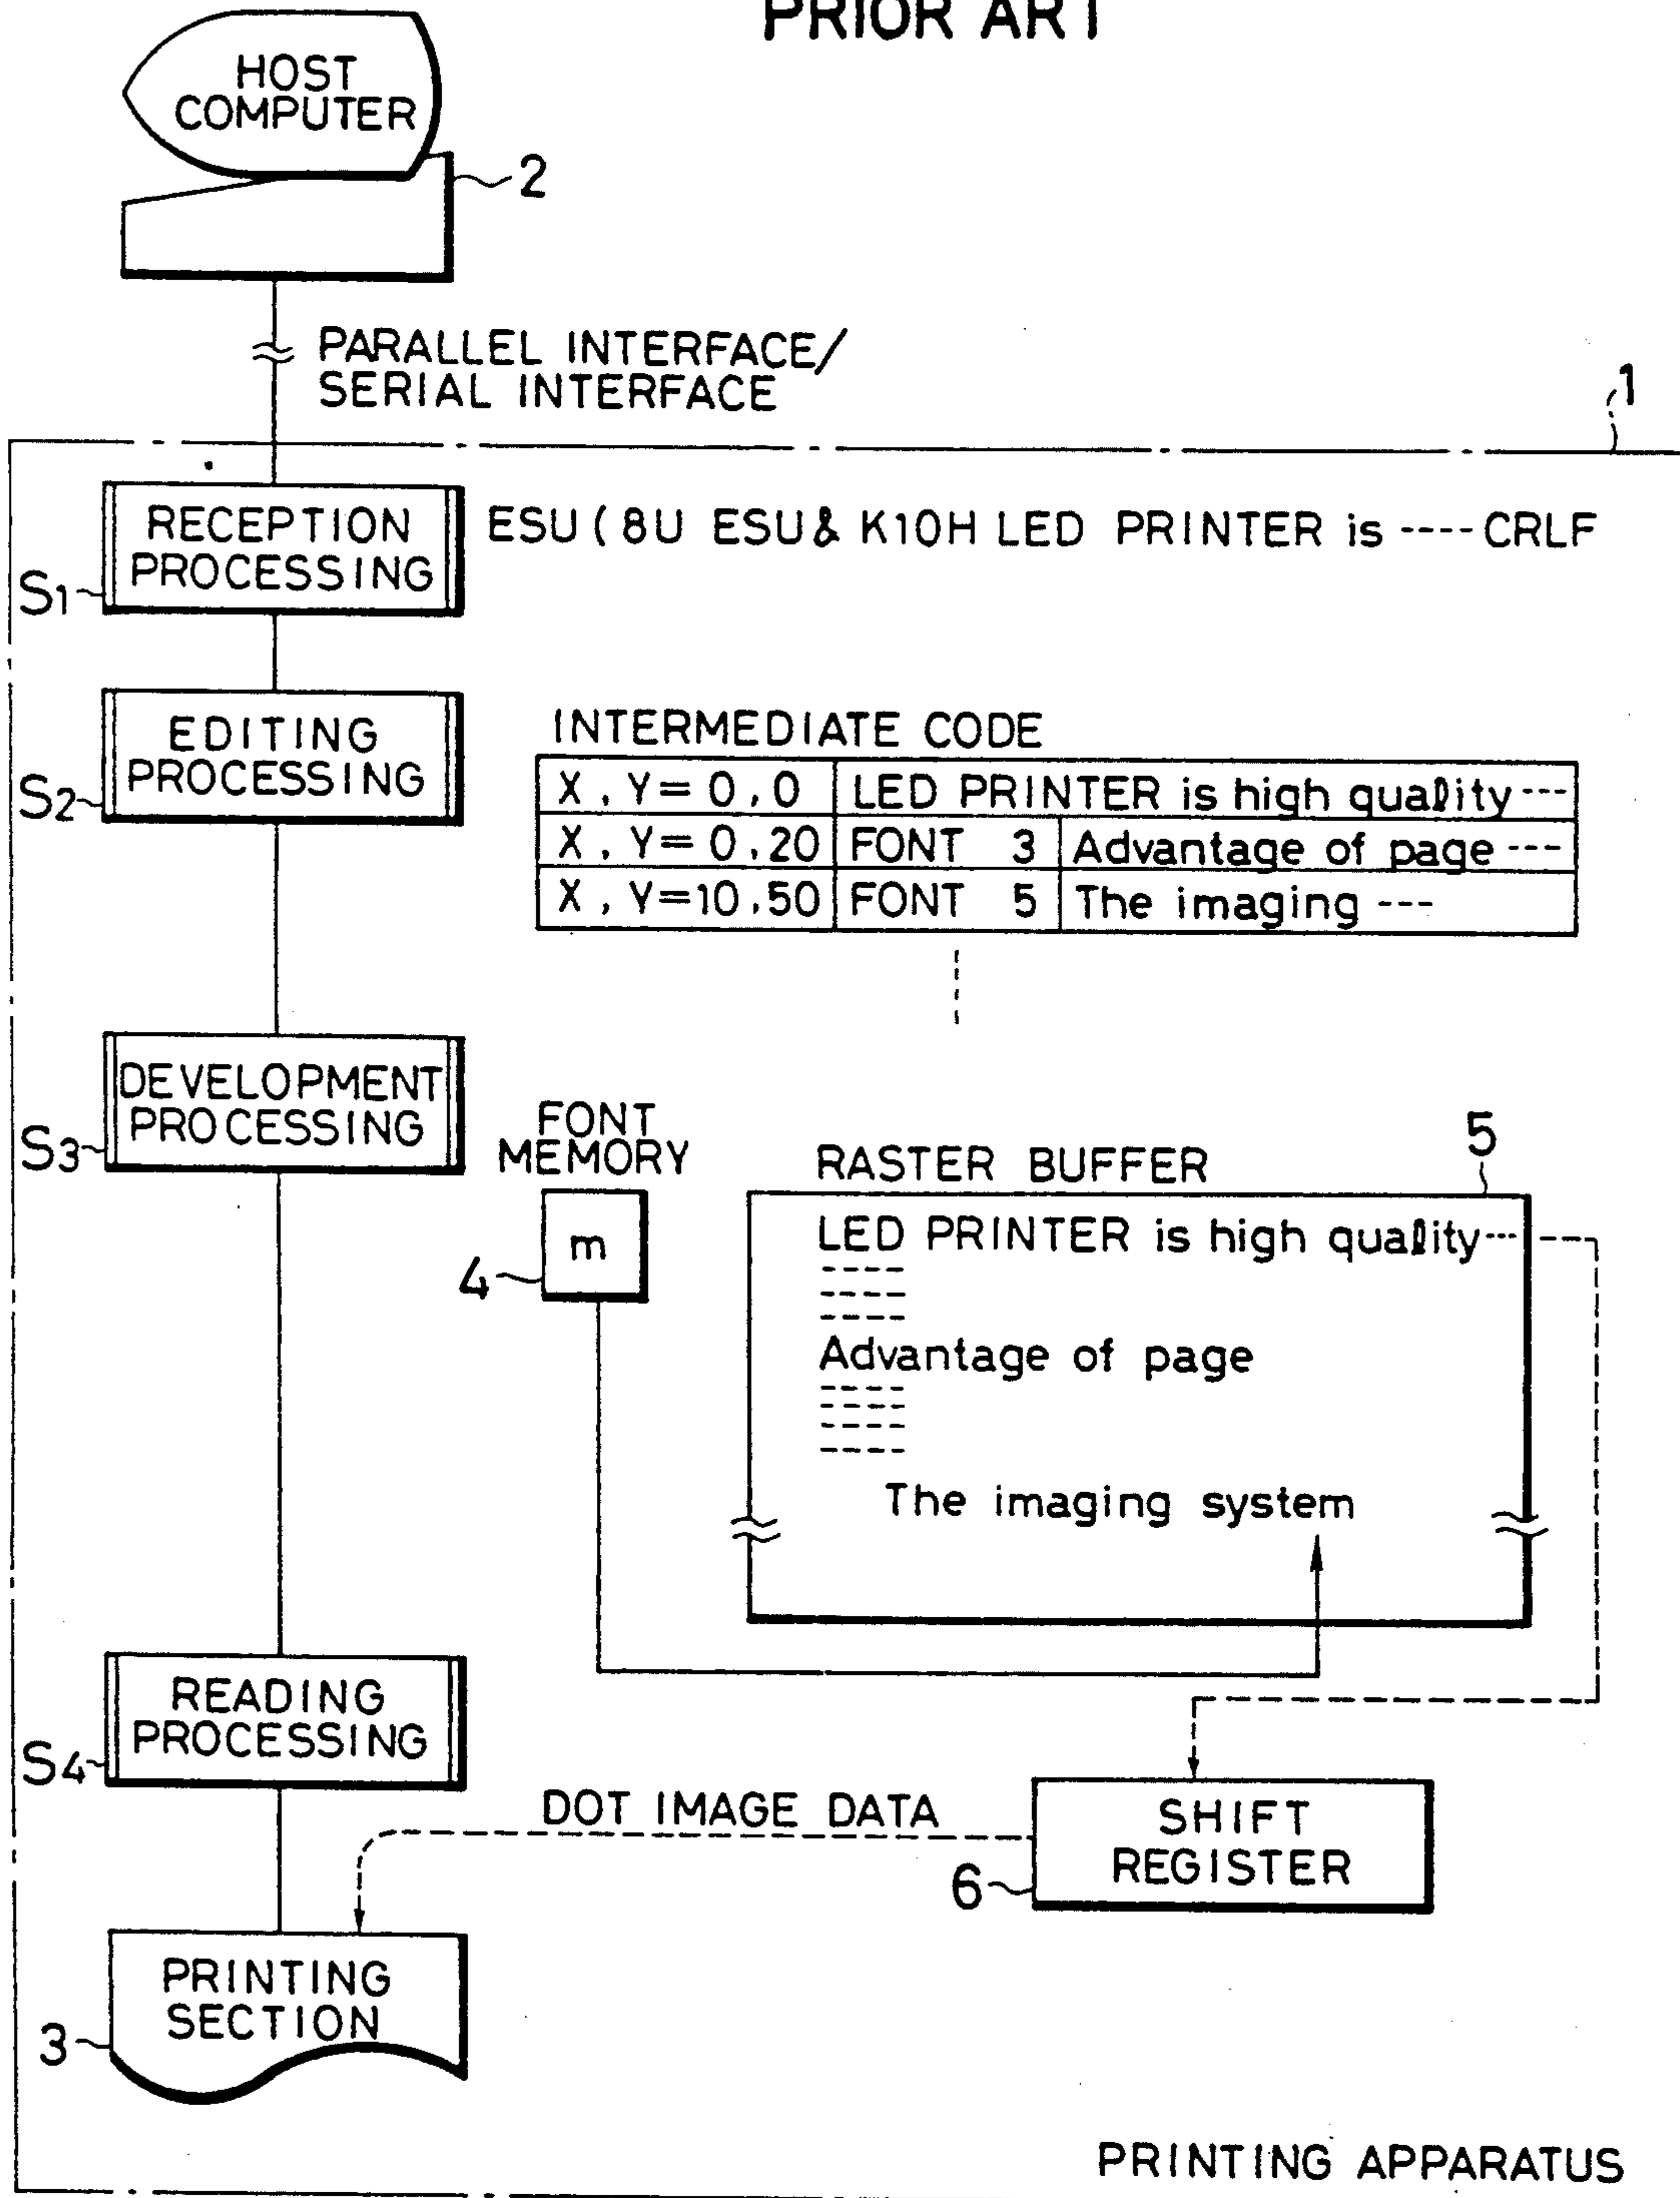 PRIOR ART
HOST
COMPUTER
2
PARALLEL INTERFACE/
SERIAL INTERFACE
1
RECEPTION
PROCESSING
S1
ESU(8U ESU& K10H LED PRINTER is ----CRLF
EDITING
PROCESSING
S2
INTERMEDIATE CODE
X, Y=0,0 LED PRINTER is high quality---
X, Y=0,20 FONT 3 Advantage of page ---
X, Y=10,50 FONT 5 The imaging ---
DEVELOPMENT
PROCESSING
S3
FONT
MEMORY
m
4
RASTER BUFFER
5
LED PRINTER is high quality---
Advantage of page
The imaging system
READING
PROCESSING
S4
DOT IMAGE DATA
SHIFT
REGISTER
6
PRINTING
SECTION
3
PRINTING APPARATUS